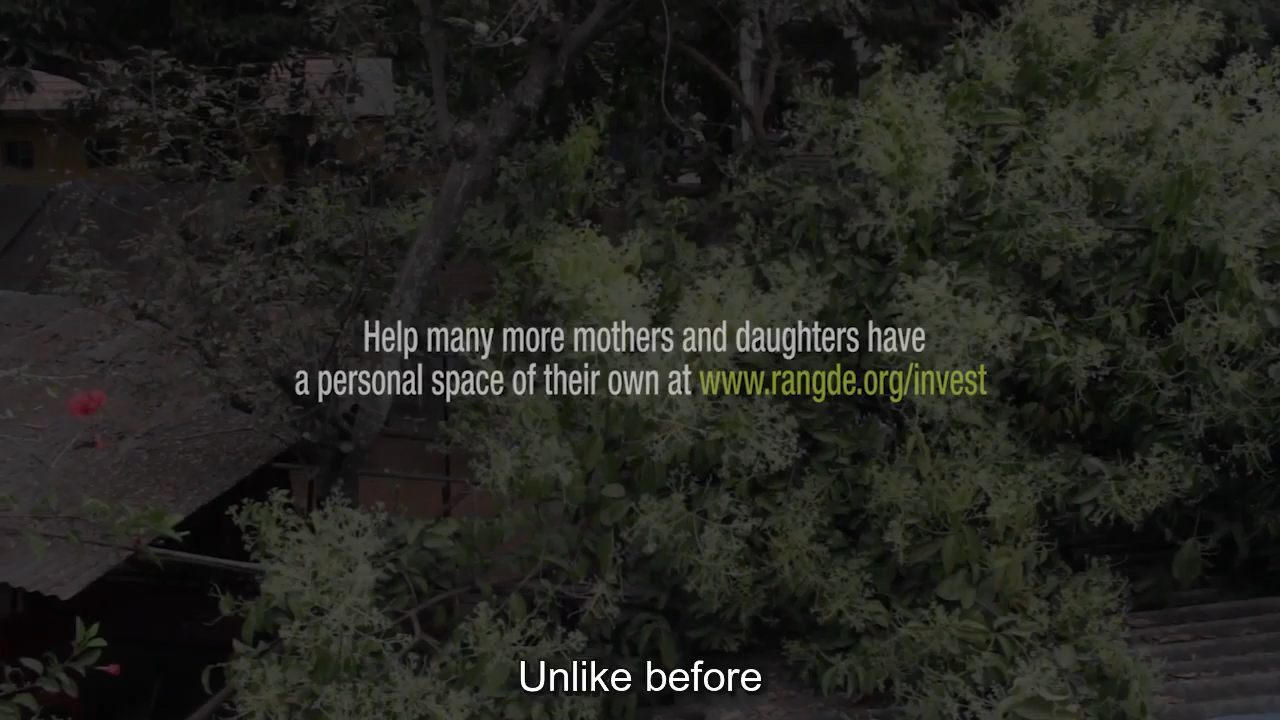 Help many more mothers and daughters have
a personal space of their own at www.rangde.org/invest
Unlike before